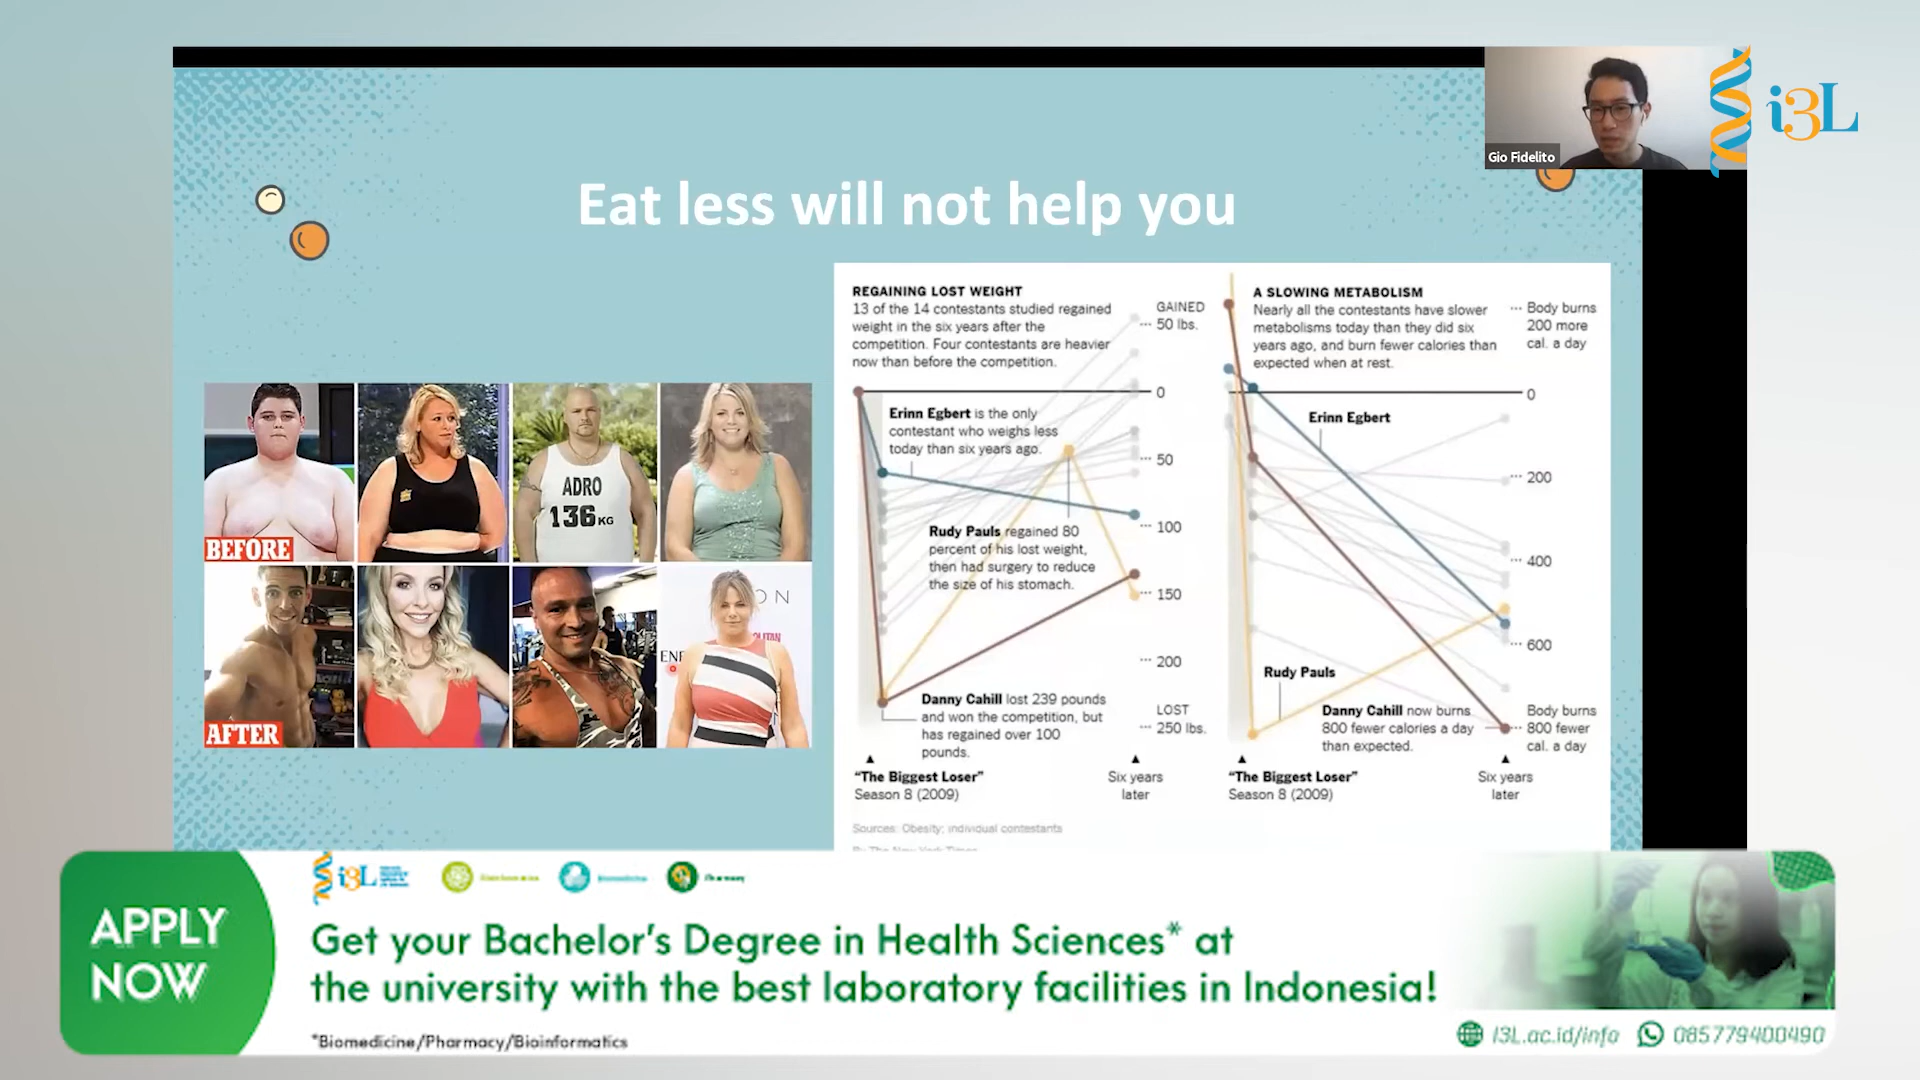 i3L
Gio Fidelito
Eat less will not help you
BEFORE
ADRO
136 KG
AFTER
REGAINING LOST WEIGHT
13 of the 14 contestants studied regained
weight in the six years after the
competition. Four contestants are heavier
now than before the competition.
GAINED
50 lbs.
0
50
100
150
200
LOST
250 lbs.
Erinn Egbert is the only
contestant who weighs less
today than six years ago.
Rudy Pauls regained 80
percent of his lost weight,
then had surgery to reduce
the size of his stomach.
Danny Cahill lost 239 pounds
and won the competition, but
has regained over 100
pounds.
"The Biggest Loser"
Season 8 (2009)
Six years
later
Sources: Obesity; individual contestants
By The New York Times
A SLOWING METABOLISM
Nearly all the contestants have slower
metabolisms today than they did six
years ago, and burn fewer calories than
expected when at rest.
Body burns
200 more
cal. a day
0
200
400
600
Body burns
800 fewer
cal. a day
Erinn Egbert
Rudy Pauls
Danny Cahill now burns
800 fewer calories a day
than expected.
"The Biggest Loser"
Season 8 (2009)
Six years
later
APPLY
NOW
i3L
Pharmacy
Get your Bachelor's Degree in Health Sciences* at
the university with the best laboratory facilities in Indonesia!
*Biomedicine/Pharmacy/Bioinformatics
i3L.ac.id/info
085779400490